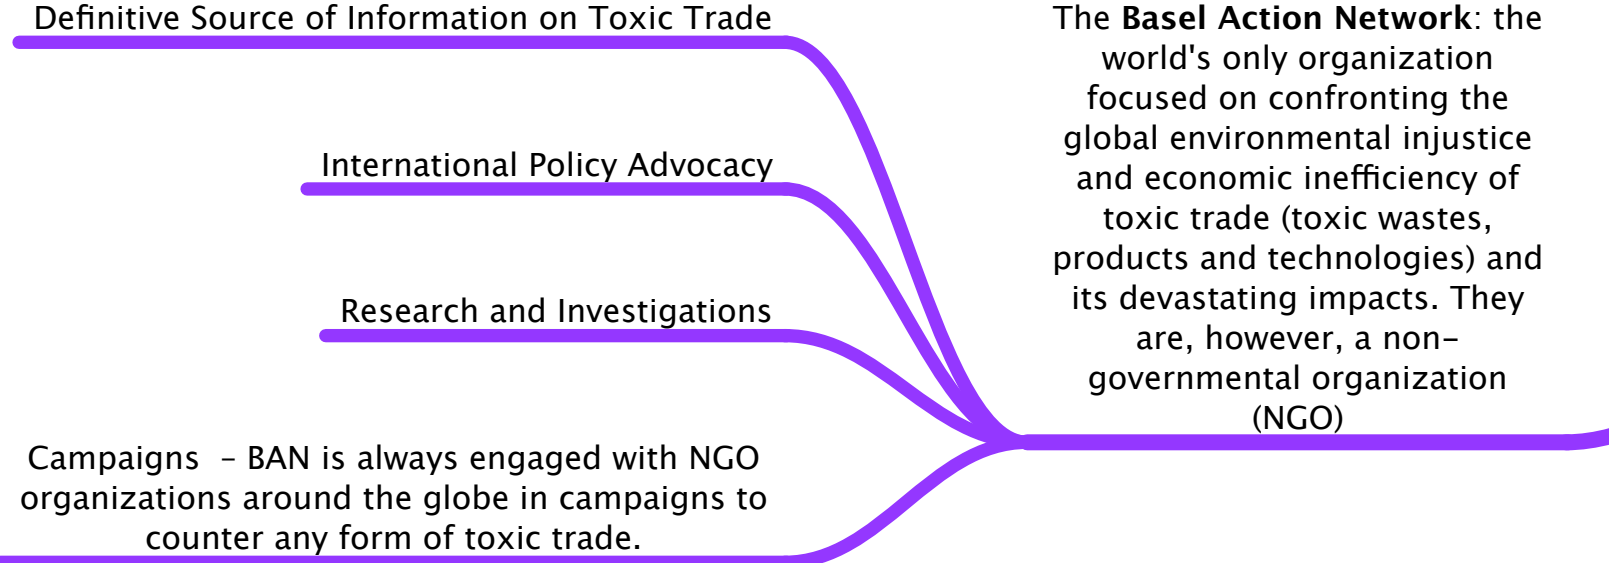 Definitive Source of Information on Toxic Trade
International Policy Advocacy
Research and Investigations
Campaigns  – BAN is always engaged with NGO
organizations around the globe in campaigns to
counter any form of toxic trade.
The Basel Action Network: the
world's only organization
focused on confronting the
global environmental injustice
and economic inefficiency of
toxic trade (toxic wastes,
products and technologies) and
its devastating impacts. They
are, however, a non-
governmental organization
(NGO)